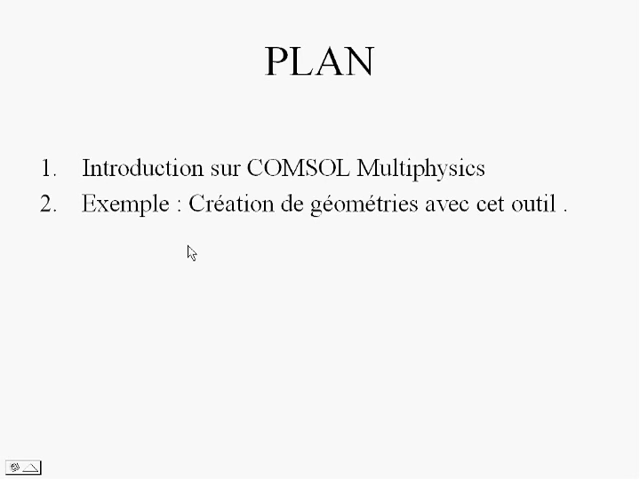 PLAN
1. Introduction sur COMSOL Multiphysics
2. Exemple : Création de géométries avec cet outil .